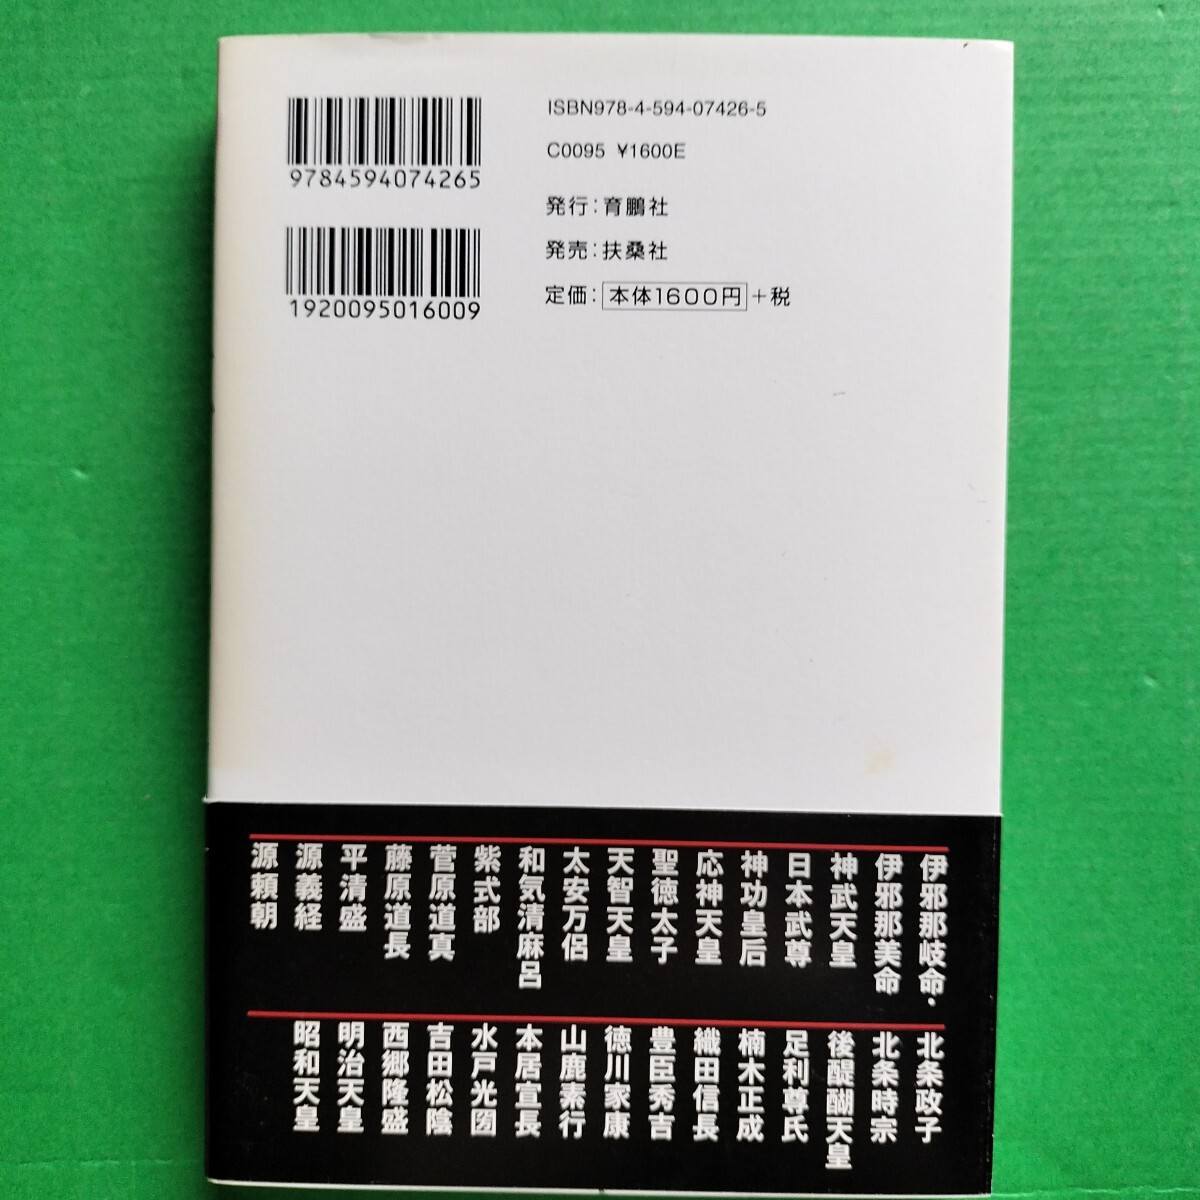 9784594074265
1920095016009
ISBN978-4-594-07426-5
C0095 ¥1600E
発行：育鵬社
発売：扶桑社
定価：本体1600円＋税
伊邪那岐命・
伊邪那美命
神武天皇
日本武尊
神功皇后
応神天皇
聖徳太子
天智天皇
太安万侶
和気清麻呂
紫式部
菅原道真
藤原道長
平清盛
源義経
源頼朝
北条政子
北条時宗
後醍醐天皇
足利尊氏
楠木正成
織田信長
豊臣秀吉
徳川家康
山鹿素行
本居宣長
水戸光圀
吉田松陰
西郷隆盛
明治天皇
昭和天皇